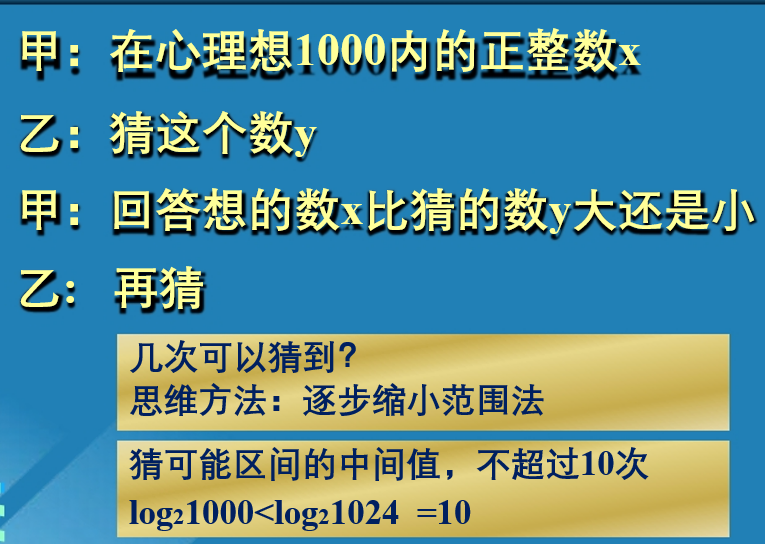 甲：在心理想1000内的正整数x
乙：猜这个数y
甲：回答想的数x比猜的数y大还是小
乙： 再猜
几次可以猜到？
思维方法：逐步缩小范围法
猜可能区间的中间值，不超过10次
log₂1000<log₂1024 =10